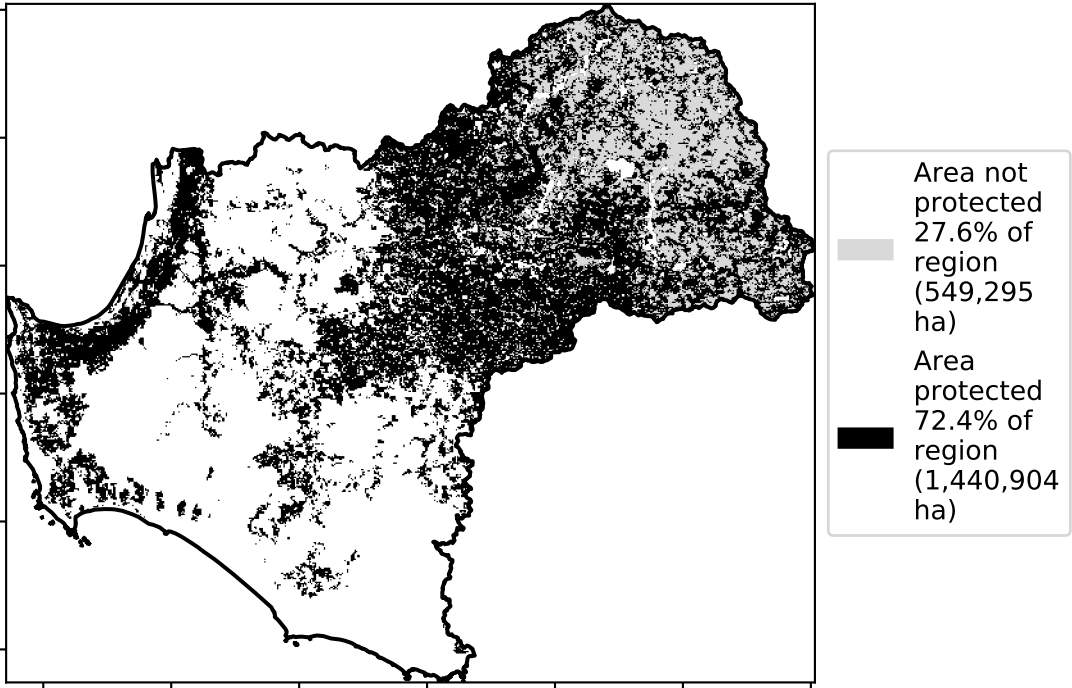 Area not
protected
27.6% of
region
(549,295
ha)
Area
protected
72.4% of
region
(1,440,904
ha)